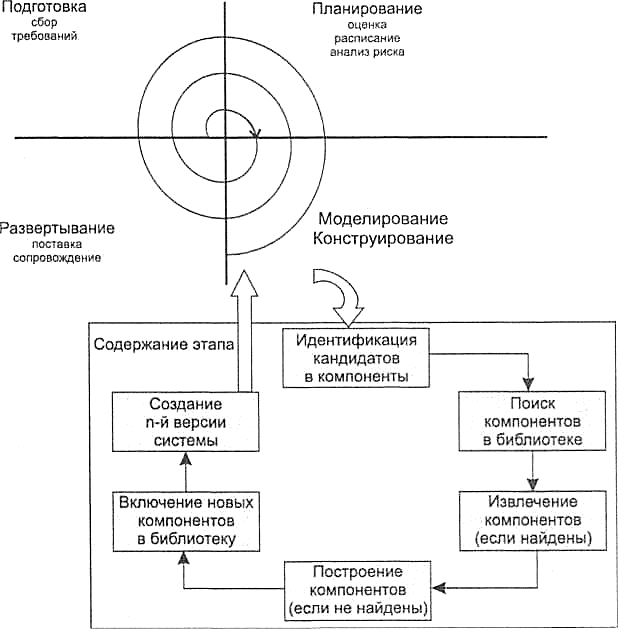 Подготовка
сбор
требований
Планирование
оценка
расписание
анализ риска
Развертывание
поставка
сопровождение
Моделирование
Конструирование
Содержание этапа
Идентификация
кандидатов
в компоненты
Поиск
компонентов
в библиотеке
Извлечение
компонентов
(если найдены)
Построение
компонентов
(если не найдены)
Включение новых
компонентов
в библиотеку
Создание
n-й версии
системы